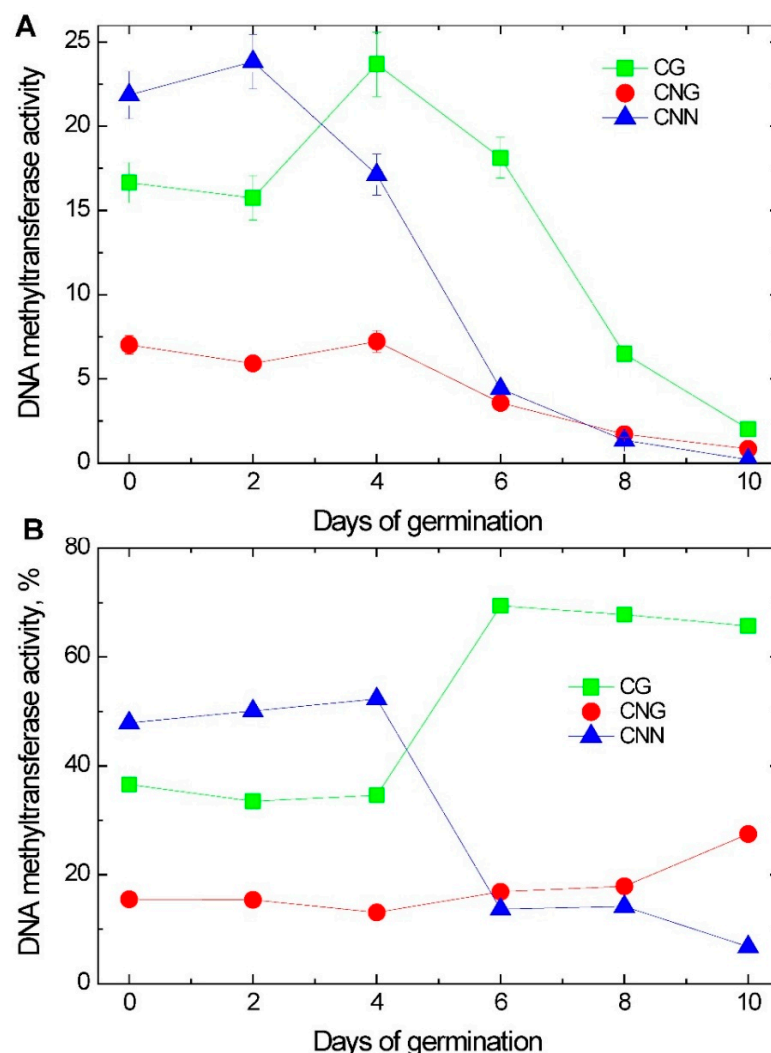 A
DNA methyltransferase activity
25
20
15
10
5
0
CG
CNG
CNN
0 2 4 6 8 10
Days of germination
B
DNA methyltransferase activity, %
80
60
40
20
0
CG
CNG
CNN
0 2 4 6 8 10
Days of germination